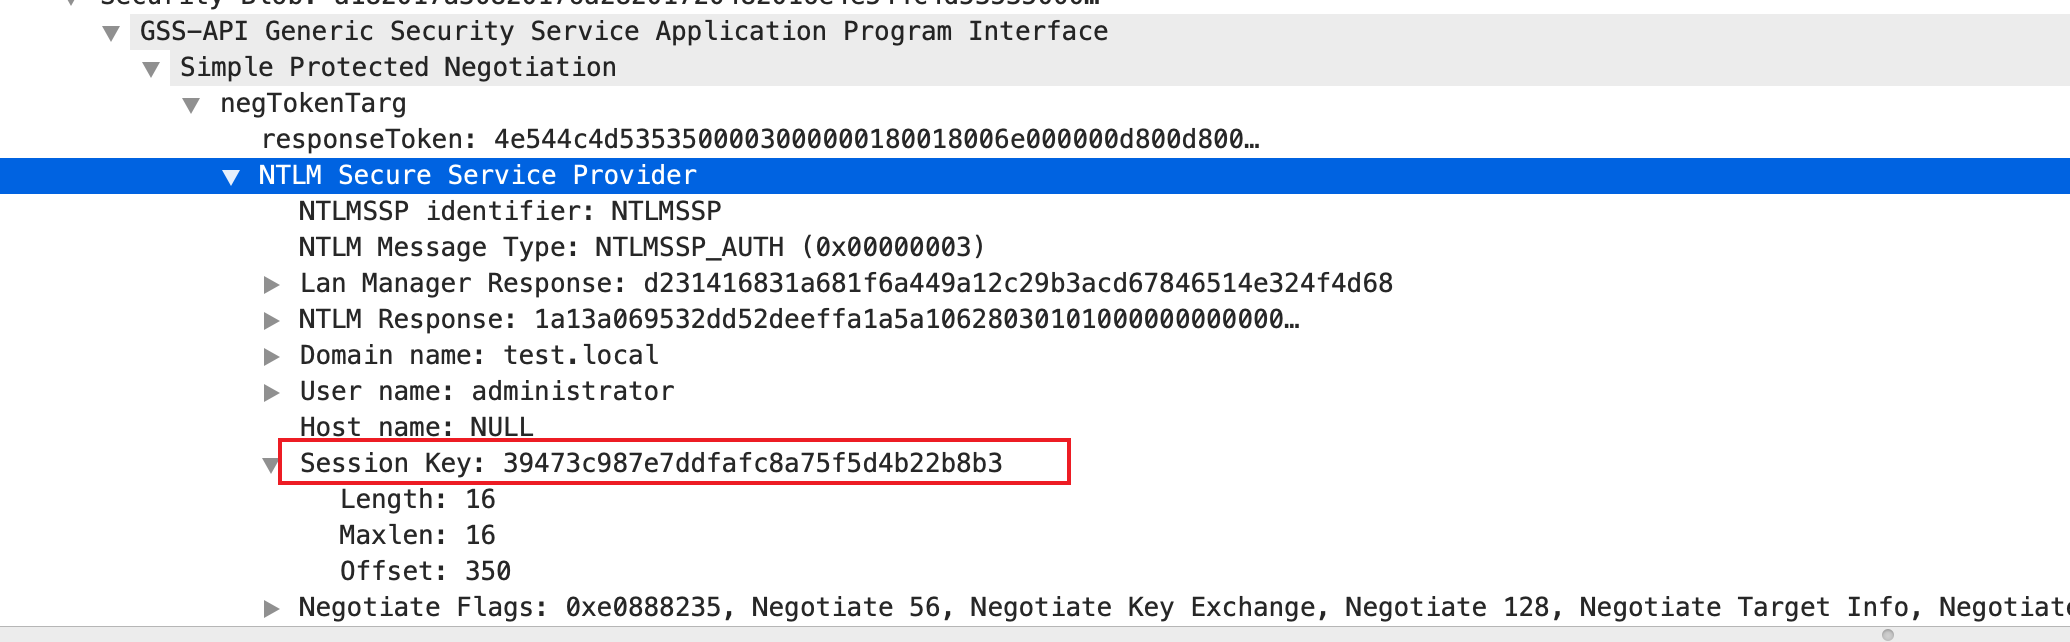 GSS-API Generic Security Service Application Program Interface
Simple Protected Negotiation
negTokenTarg
responseToken: 4e544c4d5353500003000000180018006e000000d800d800…
NTLM Secure Service Provider
NTLMSSP identifier: NTLMSSP
NTLM Message Type: NTLMSSP_AUTH (0x00000003)
Lan Manager Response: d231416831a681f6a449a12c29b3acd67846514e324f4d68
NTLM Response: 1a13a069532dd52deeffa1a5a10628030101000000000000…
Domain name: test.local
User name: administrator
Host name: NULL
Session Key: 39473c987e7ddfafc8a75f5d4b22b8b3
Length: 16
Maxlen: 16
Offset: 350
Negotiate Flags: 0xe0888235, Negotiate 56, Negotiate Key Exchange, Negotiate 128, Negotiate Target Info,